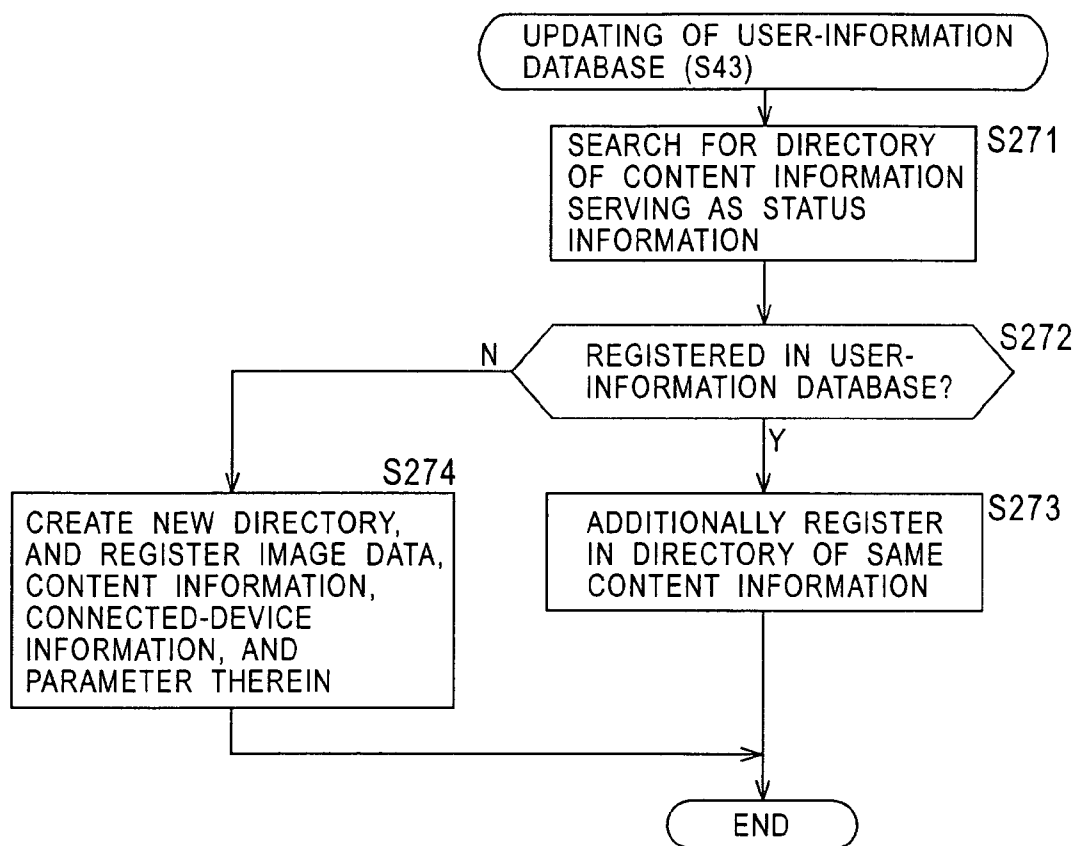 UPDATING OF USER-INFORMATION
DATABASE (S43)
S271
SEARCH FOR DIRECTORY
OF CONTENT INFORMATION
SERVING AS STATUS
INFORMATION
S272
REGISTERED IN USER-
INFORMATION DATABASE?
N
Y
S274
CREATE NEW DIRECTORY,
AND REGISTER IMAGE DATA,
CONTENT INFORMATION,
CONNECTED-DEVICE
INFORMATION, AND
PARAMETER THEREIN
S273
ADDITIONALLY REGISTER
IN DIRECTORY OF SAME
CONTENT INFORMATION
END